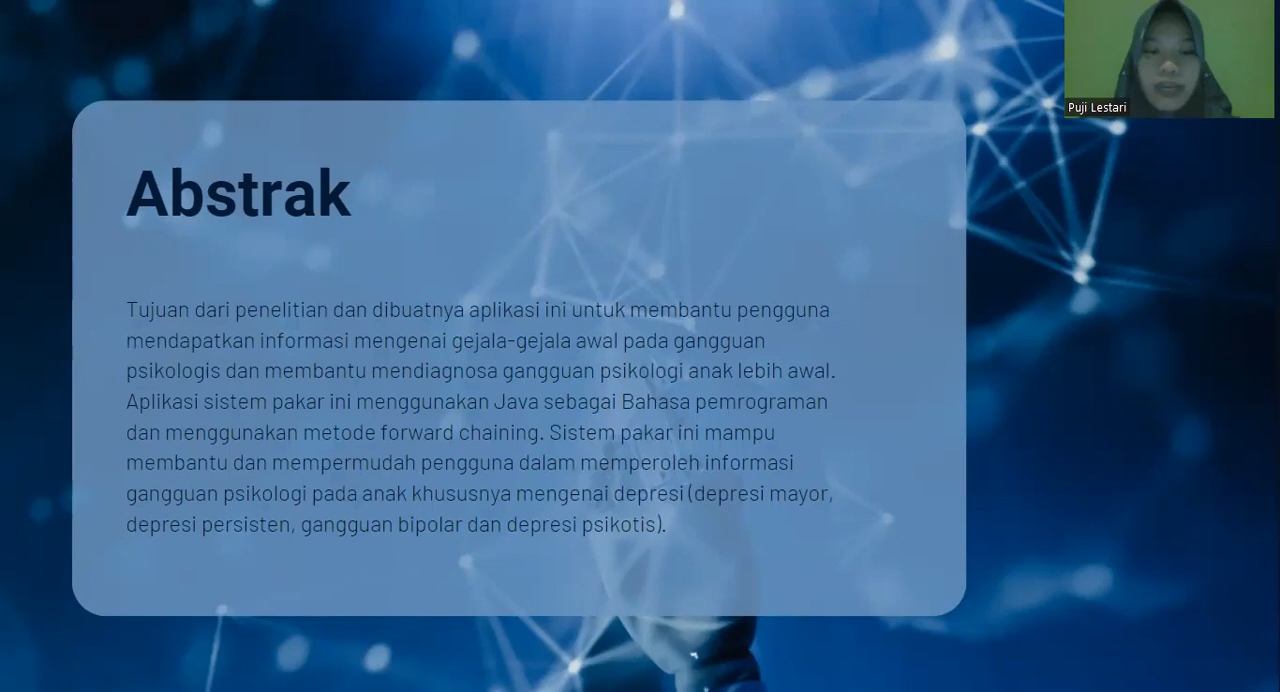 Puji Lestari
Abstrak
Tujuan dari penelitian dan dibuatnya aplikasi ini untuk membantu pengguna
mendapatkan informasi mengenai gejala-gejala awal pada gangguan
psikologis dan membantu mendiagnosa gangguan psikologi anak lebih awal.
Aplikasi sistem pakar ini menggunakan Java sebagai Bahasa pemrograman
dan menggunakan metode forward chaining. Sistem pakar ini mampu
membantu dan mempermudah pengguna dalam memperoleh informasi
gangguan psikologi pada anak khususnya mengenai depresi (depresi mayor,
depresi persisten, gangguan bipolar dan depresi psikotis).